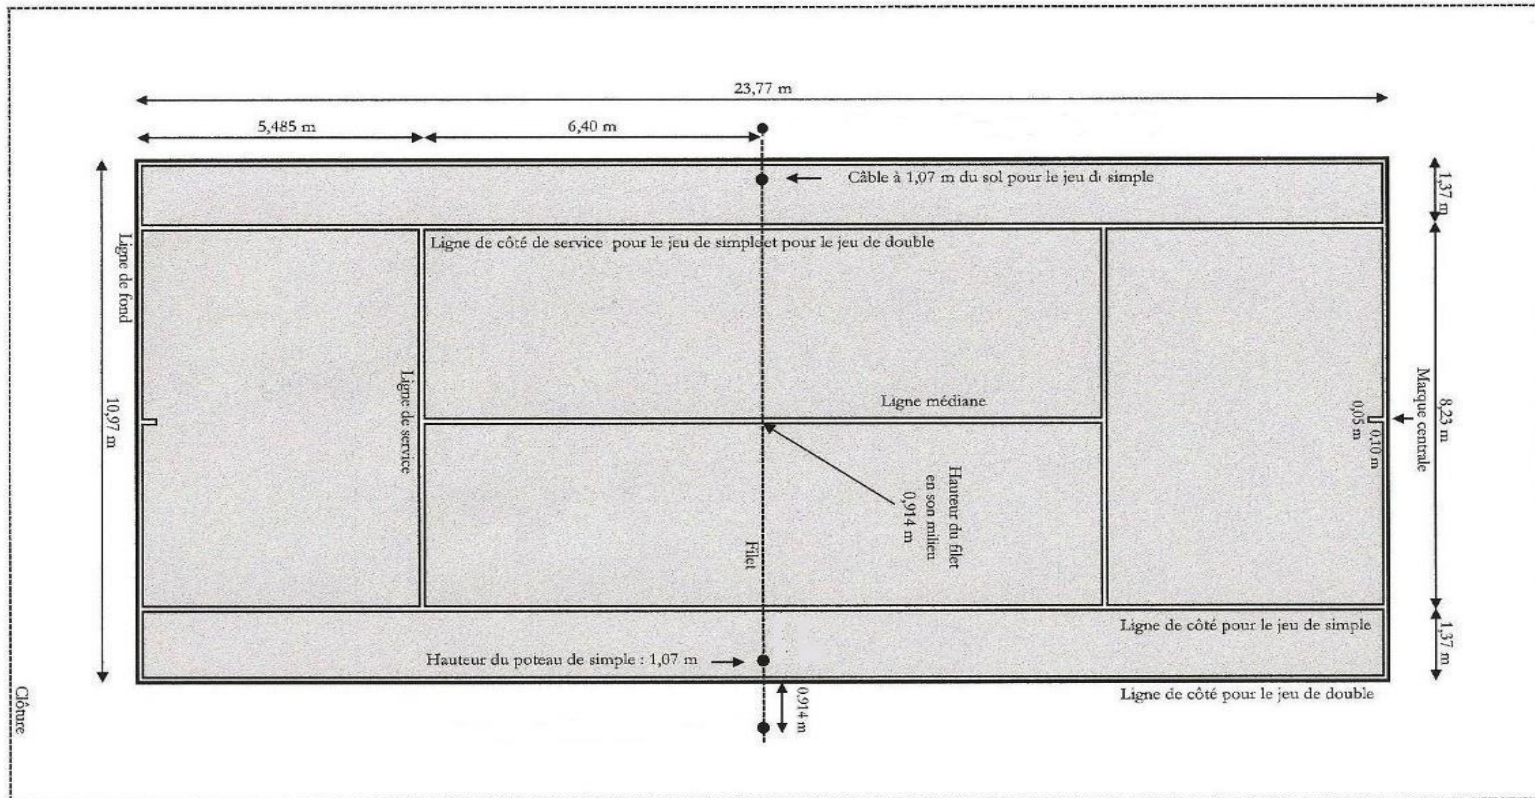 23,77 m
5,485 m
6,40 m
Câble à 1,07 m du sol pour le jeu de simple
1,37 m
Ligne de côté de service pour le jeu de simple et pour le jeu de double
Ligne de fond
10,97 m
Ligne de service
Ligne médiane
Marque centrale
8,23 m
0,05 m
0,10 m
Hauteur du filet
en son milieu
0,914 m
Filet
Ligne de côté pour le jeu de simple
1,37 m
Hauteur du poteau de simple : 1,07 m
Ligne de côté pour le jeu de double
0,914 m
Clôture